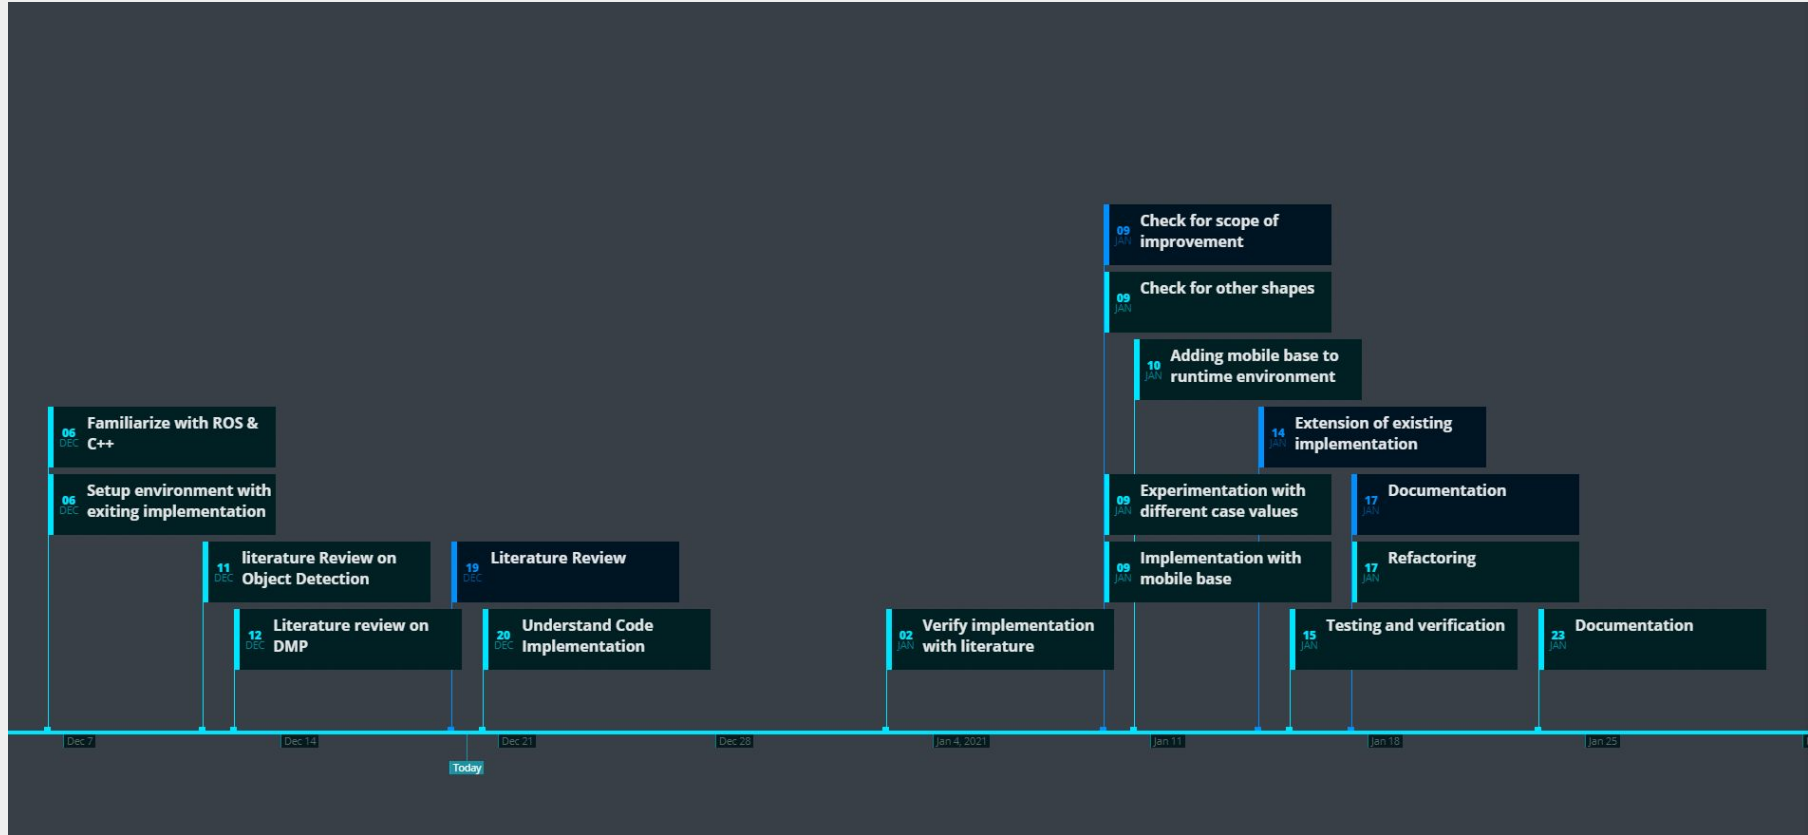 09
JAN
Check for scope of
improvement
09
JAN
Check for other shapes
10
JAN
Adding mobile base to
runtime environment
06
DEC
Familiarize with ROS &
C++
14
JAN
Extension of existing
implementation
06
DEC
Setup environment with
exiting implementation
09
JAN
Experimentation with
different case values
17
JAN
Documentation
11
DEC
literature Review on
Object Detection
19
DEC
Literature Review
09
JAN
Implementation with
mobile base
17
JAN
Refactoring
12
DEC
Literature review on
DMP
20
DEC
Understand Code
Implementation
02
JAN
Verify implementation
with literature
15
JAN
Testing and verification
23
JAN
Documentation
Dec 7
Dec 14
Dec 21
Dec 28
Jan 4, 2021
Jan 11
Jan 18
Jan 25
Today